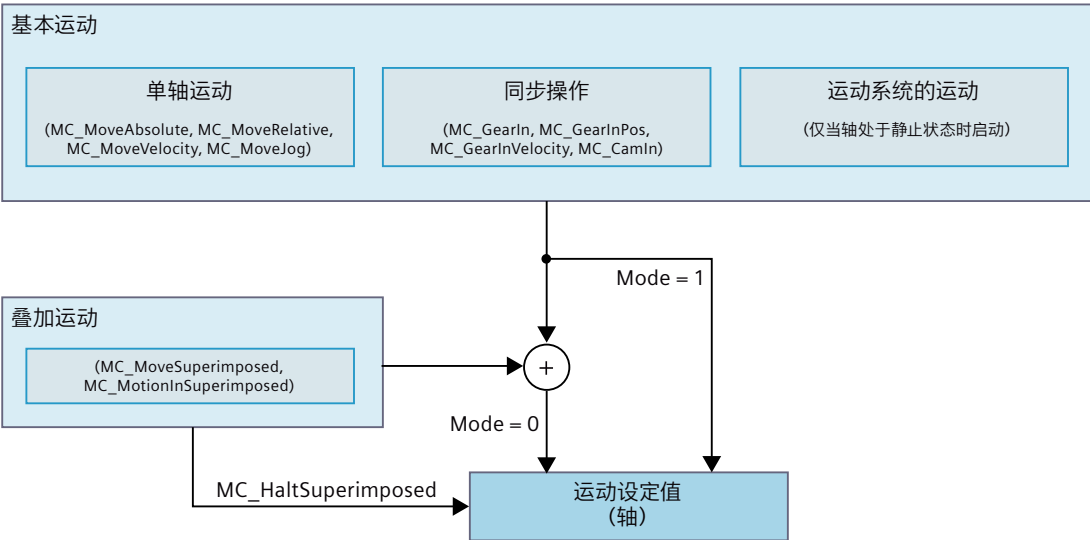 基本运动
单轴运动
(MC_MoveAbsolute, MC_MoveRelative,
MC_MoveVelocity, MC_MoveJog)
同步操作
(MC_GearIn, MC_GearInPos,
MC_GearInVelocity, MC_CamIn)
运动系统的运动
(仅当轴处于静止状态时启动)
Mode = 1
叠加运动
(MC_MoveSuperimposed,
MC_MotionInSuperimposed)
+
Mode = 0
MC_HaltSuperimposed
运动设定值
(轴)